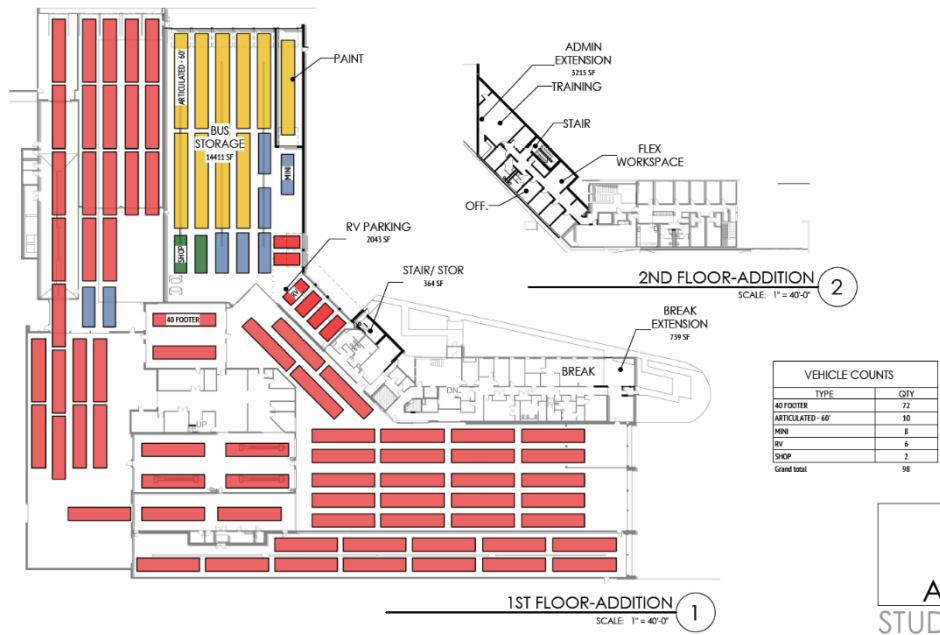 PAINT
ARTICULATED - 60'
BUS
STORAGE
14411 SF
MINI
SHOP
RV PARKING
2043 SF
RV
STAIR/ STOR
364 SF
40 FOOTER
UP
DN
BREAK
BREAK
EXTENSION
739 SF
1ST FLOOR-ADDITION
SCALE: 1" = 40'-0"
1
ADMIN
EXTENSION
3215 SF
TRAINING
STAIR
FLEX
WORKSPACE
OFF.
2ND FLOOR-ADDITION
SCALE: 1" = 40'-0"
2
VEHICLE COUNTS
TYPE QTY
40 FOOTER 72
ARTICULATED - 60' 10
MINI 8
RV 6
SHOP 2
Grand total 98
A
STUD